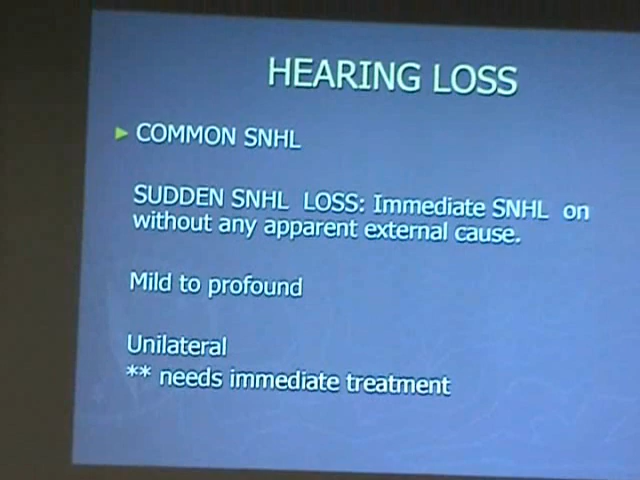 HEARING LOSS
COMMON SNHL
SUDDEN SNHL LOSS: Immediate SNHL on
without any apparent external cause.
Mild to profound
Unilateral
** needs immediate treatment